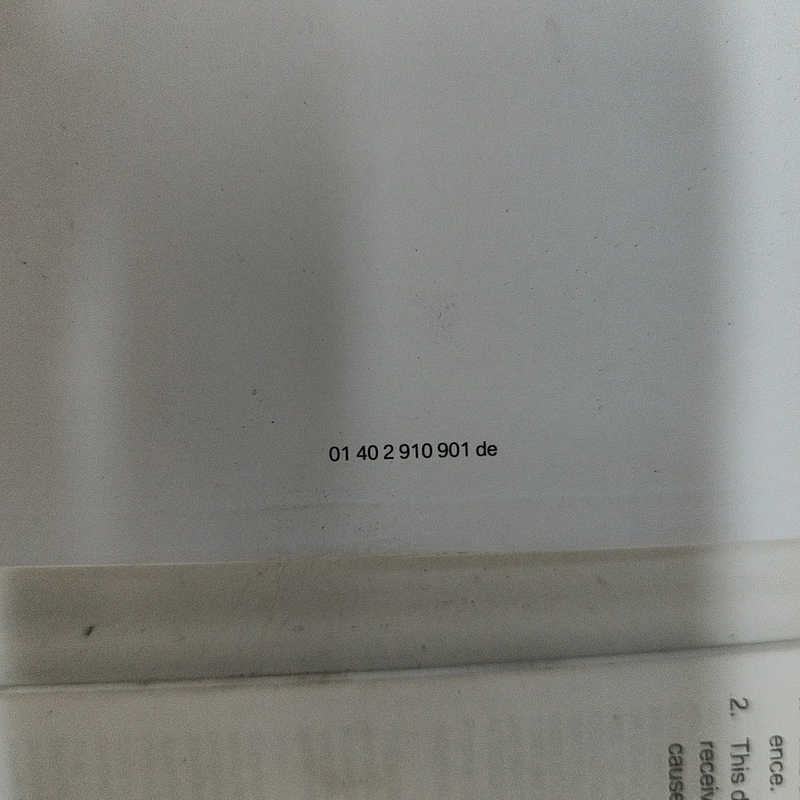 01 40 2 910 901 de
ence.
2. This d
receiv
cause